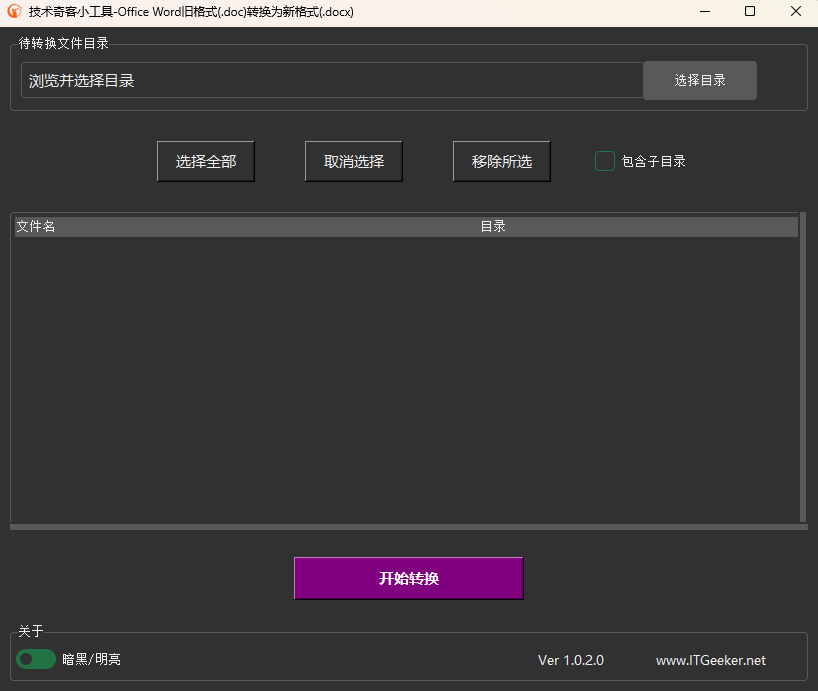 技术奇客小工具-Office Word旧格式(.doc)转换为新格式(.docx)
待转换文件目录
浏览并选择目录
选择目录
选择全部
取消选择
移除所选
包含子目录
文件名
目录
开始转换
关于
暗黑/明亮
Ver 1.0.2.0
www.ITGeeker.net